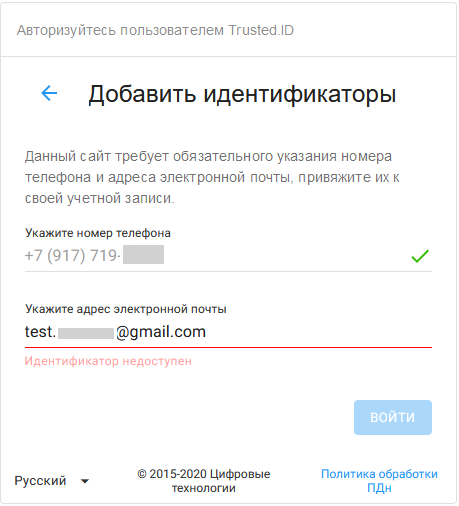 Авторизуйтесь пользователем Trusted.ID
Добавить идентификаторы
Данный сайт требует обязательного указания номера
телефона и адреса электронной почты, привяжите их к
своей учетной записи.
Укажите номер телефона
+7 (917) 719-
Укажите адрес электронной почты
test. @gmail.com
Идентификатор недоступен
ВОЙТИ
Русский
© 2015-2020 Цифровые
технологии
Политика обработки
ПДн